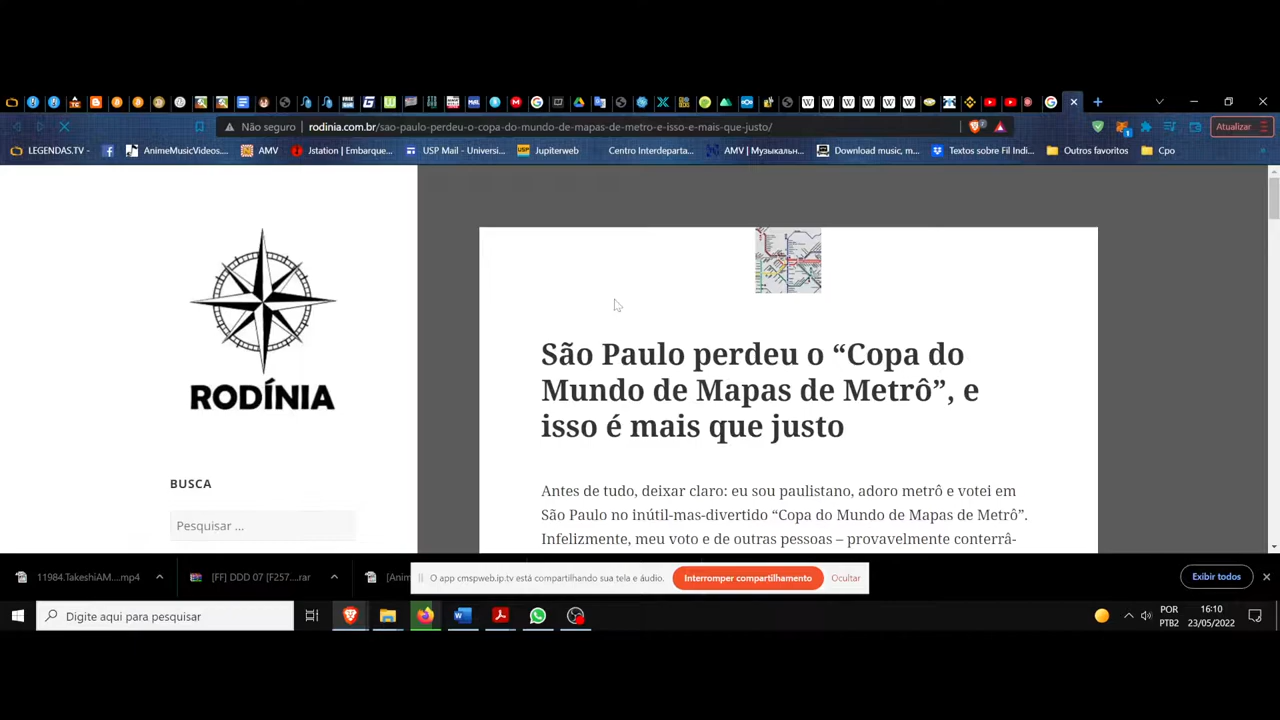 Não seguro
rodinia.com.br/sao-paulo-perdeu-o-copa-do-mundo-de-mapas-de-metro-e-isso-e-mais-que-justo/
Atualizar
LEGENDAS.TV -
AnimeMusicVideos....
AMV
Jstation | Embarque...
USP Mail - Universi...
Jupiterweb
Centro Interdeparta...
AMV | Музыкальн...
Download music, m...
Textos sobre Fil Indi...
Outros favoritos
Cpo
RODÍNIA
BUSCA
Pesquisar ...
São Paulo perdeu o “Copa do
Mundo de Mapas de Metrô”, e
isso é mais que justo
Antes de tudo, deixar claro: eu sou paulistano, adoro metrô e votei em
São Paulo no inútil-mas-divertido “Copa do Mundo de Mapas de Metrô”.
Infelizmente, meu voto e de outras pessoas – provavelmente conterrâ-
11984.TakeshiAM....mp4
[FF] DDD 07 [F257....rar
[Anim
O app cmspweb.ip.tv está compartilhando sua tela e áudio.
Interromper compartilhamento
Ocultar
Exibir todos
Digite aqui para pesquisar
POR
PTB2
16:10
23/05/2022